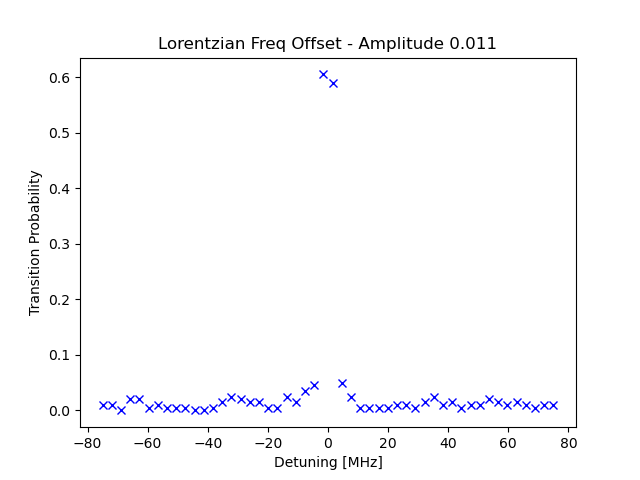 Lorentzian Freq Offset - Amplitude 0.011
Transition Probability
0.6
0.5
0.4
0.3
0.2
0.1
0.0
−80 −60 −40 −20 0 20 40 60 80
Detuning [MHz]